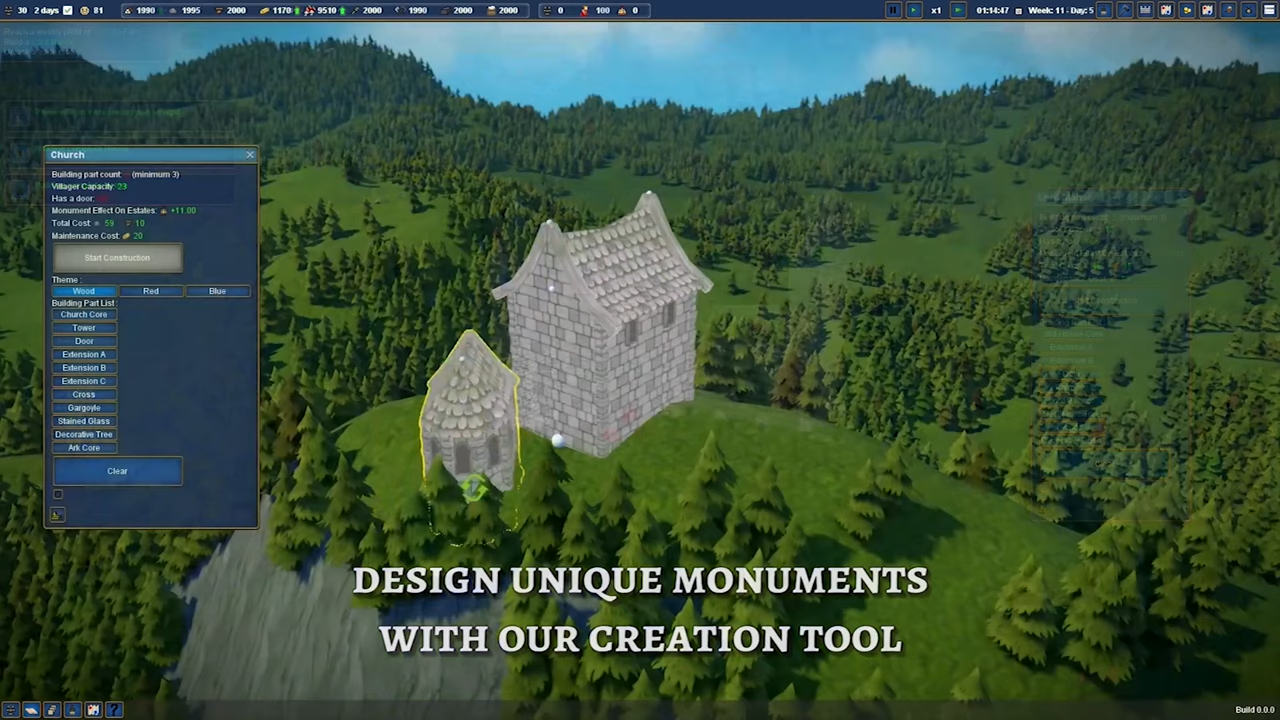 30 2 days 81 1990 1995 2000 1170 9510 2000 1990 2000 2000 0 100 0 x1 01:14:47 Week: 11 - Day: 5
Church
Building part count: (minimum 3)
Villager Capacity: 23
Has a door:
Monument Effect On Estates: +11.00
Total Cost: 59 10
Maintenance Cost: 20
Start Construction
Theme :
Wood Red Blue
Building Part List :
Church Core
Tower
Door
Extension A
Extension B
Extension C
Cross
Gargoyle
Stained Glass
Decorative Tree
Ark Core
Clear
DESIGN UNIQUE MONUMENTS
WITH OUR CREATION TOOL
Build 0.0.0